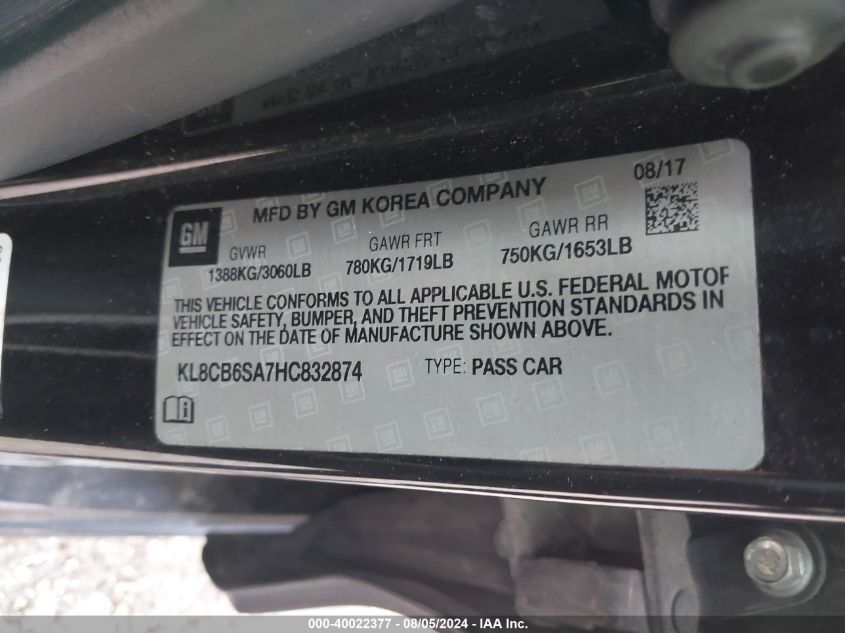 MFD BY GM KOREA COMPANY
08/17
GM
GVWR
GAWR FRT
GAWR RR
1388KG/3060LB
780KG/1719LB
750KG/1653LB
THIS VEHICLE CONFORMS TO ALL APPLICABLE U.S. FEDERAL MOTOR
VEHICLE SAFETY, BUMPER, AND THEFT PREVENTION STANDARDS IN
EFFECT ON THE DATE OF MANUFACTURE SHOWN ABOVE.
KL8CB6SA7HC832874
TYPE: PASS CAR
000-40022377 - 08/05/2024 - IAA Inc.